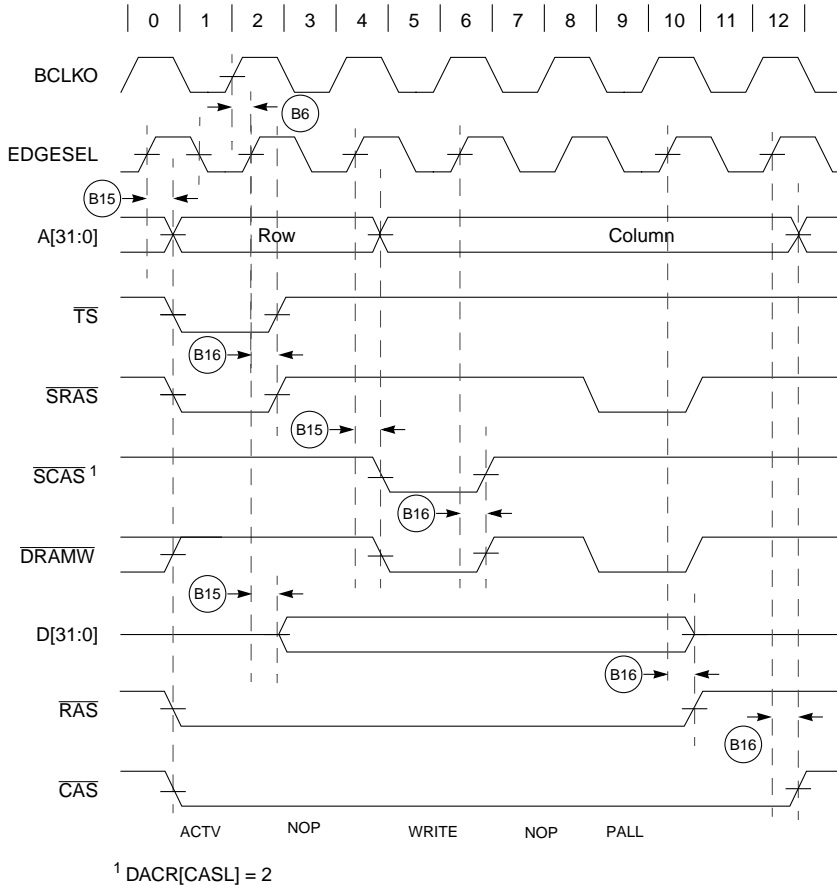 0 1 2 3 4 5 6 7 8 9 10 11 12
BCLKO
B6
EDGESEL
B15
A[31:0] Row Column
TS
B16
SRAS
B15
SCAS 1
B16
DRAMW
B15
D[31:0]
B16
RAS
B16
CAS
ACTV NOP WRITE NOP PALL
1 DACR[CASL] = 2